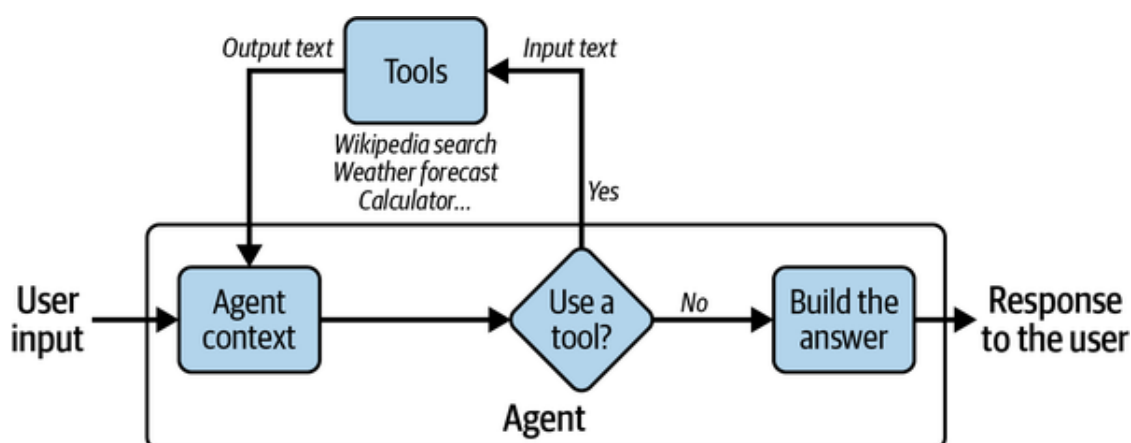 Output text
Input text
Tools
Wikipedia search
Weather forecast
Calculator...
Yes
User
input
Agent
context
Use a
tool?
No
Build the
answer
Response
to the user
Agent